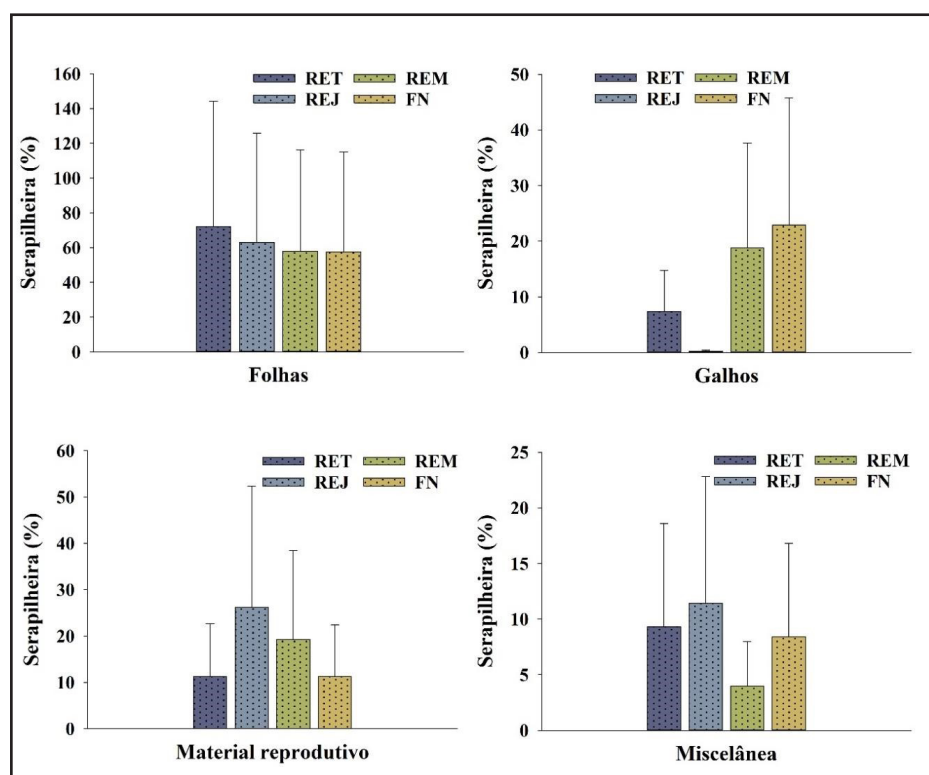 RET REM
REJ FN
Serapilheira (%)
160
140
120
100
80
60
40
20
0
Folhas
RET REM
REJ FN
Serapilheira (%)
50
40
30
20
10
0
Galhos
RET REM
REJ FN
Serapilheira (%)
60
50
40
30
20
10
0
Material reprodutivo
RET REM
REJ FN
Serapilheira (%)
25
20
15
10
5
0
Miscelânea